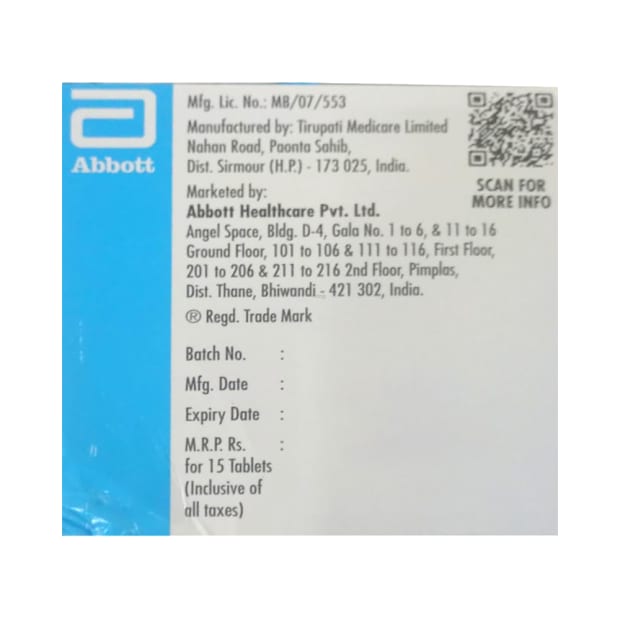 Abbott
Mfg. Lic. No.: MB/07/553
Manufactured by: Tirupati Medicare Limited
Nahan Road, Paonta Sahib,
Dist. Sirmour (H.P.) - 173 025, India.
SCAN FOR
MORE INFO
Marketed by:
Abbott Healthcare Pvt. Ltd.
Angel Space, Bldg. D-4, Gala No. 1 to 6, & 11 to 16
Ground Floor, 101 to 106 & 111 to 116, First Floor,
201 to 206 & 211 to 216 2nd Floor, Pimplas,
Dist. Thane, Bhiwandi - 421 302, India.
® Regd. Trade Mark
Batch No. :
Mfg. Date :
Expiry Date :
M.R.P. Rs. :
for 15 Tablets
(Inclusive of
all taxes)